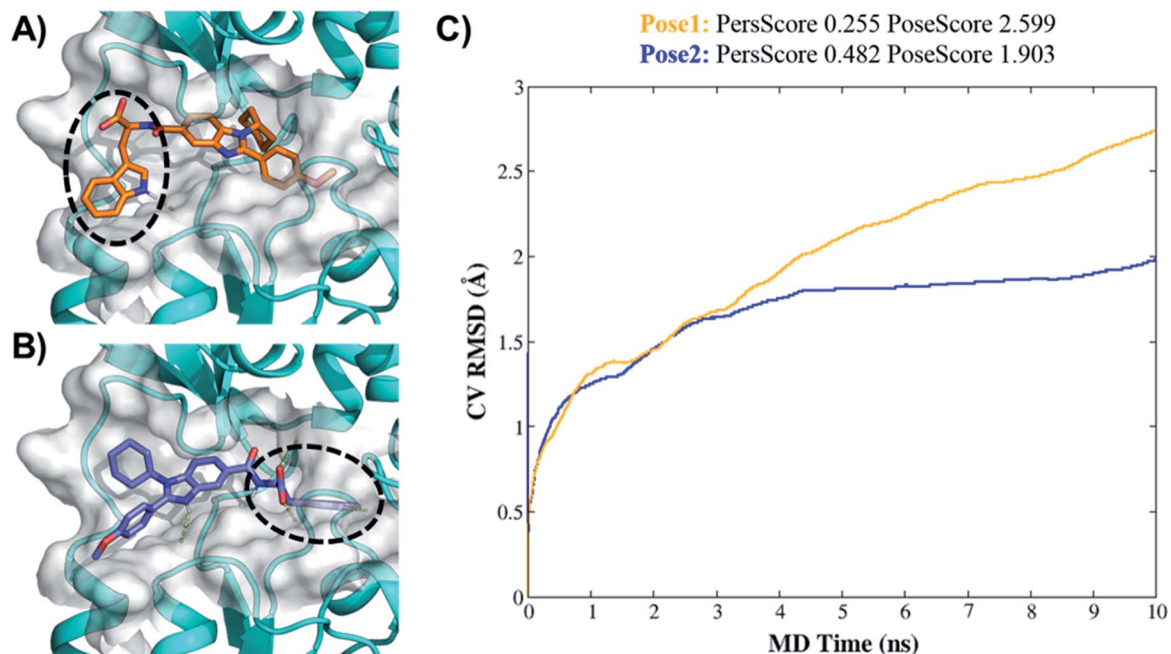 A)
B)
C)
Pose1: PersScore 0.255 PoseScore 2.599
Pose2: PersScore 0.482 PoseScore 1.903
CV RMSD (Å)
3
2.5
2
1.5
1
0.5
0
0 1 2 3 4 5 6 7 8 9 10
MD Time (ns)